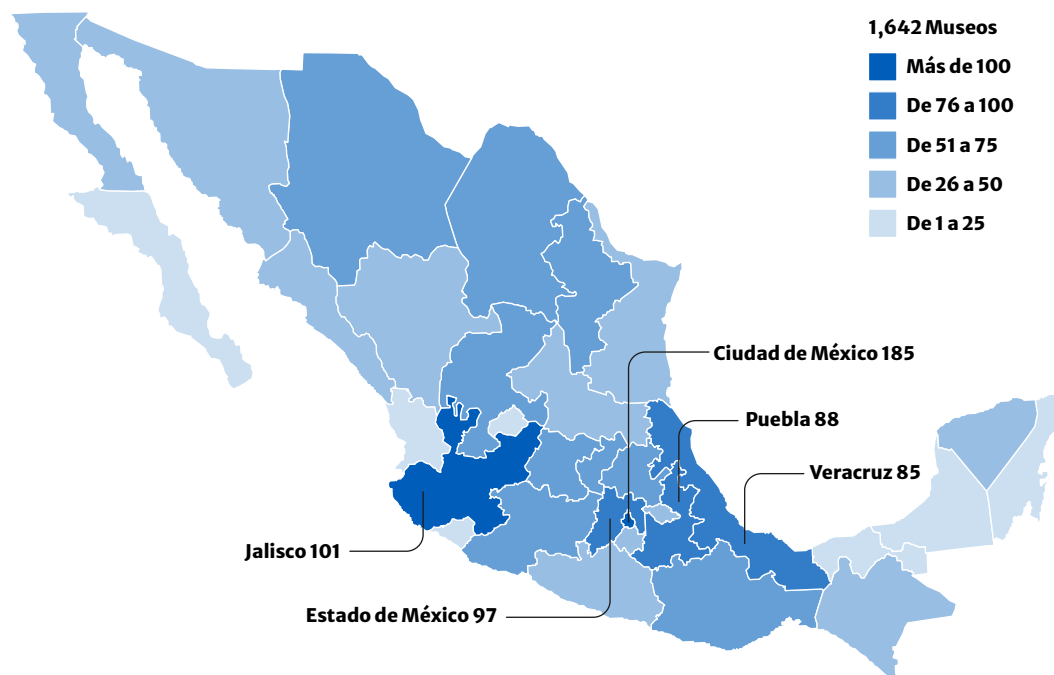 1,642 Museos
Más de 100
De 76 a 100
De 51 a 75
De 26 a 50
De 1 a 25
Ciudad de México 185
Puebla 88
Veracruz 85
Jalisco 101
Estado de México 97